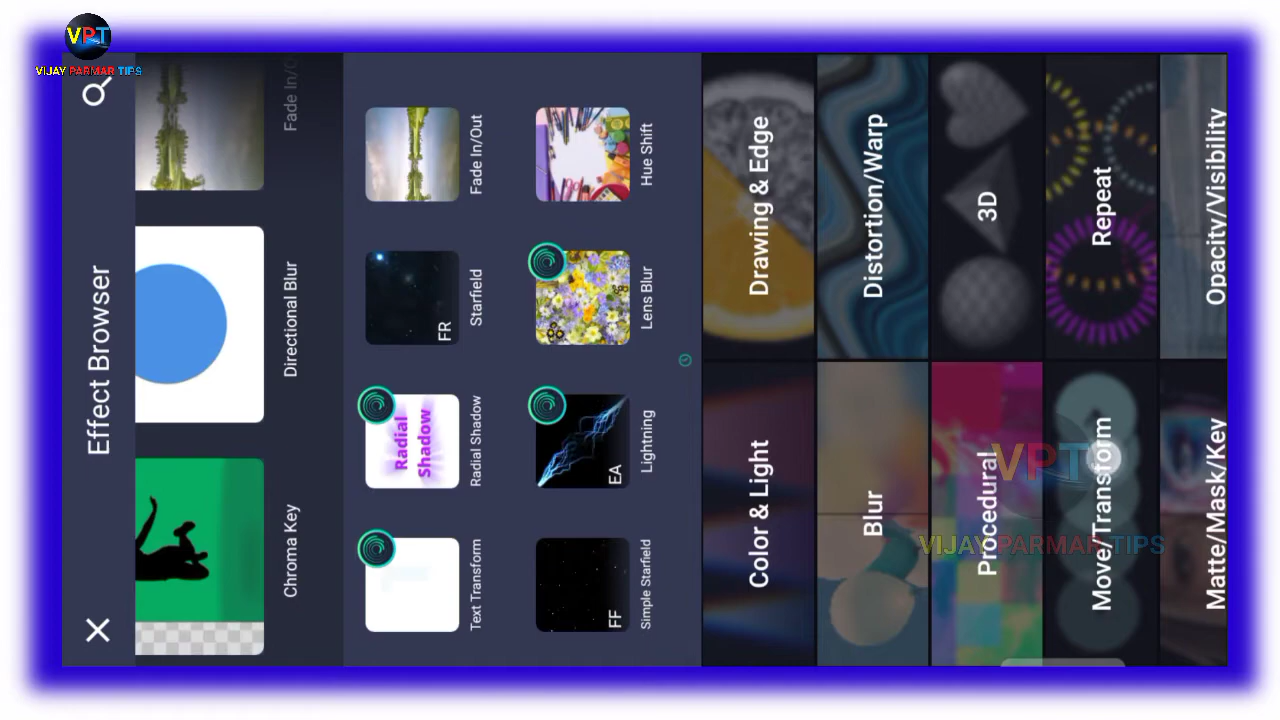 VPT
VIJAY PARMAR TIPS
Effect Browser
Chroma Key
Directional Blur
Fade In/O
Text Transform
Radial
Shadow
Radial Shadow
FR
Starfield
Fade In/Out
FF
Simple Starfield
EA
Lightning
Lens Blur
Hue Shift
Color & Light
Drawing & Edge
Blur
Distortion/Warp
Procedural
3D
Move/Transform
Repeat
Matte/Mask/Key
Opacity/Visibility
VPT
VIJAY PARMAR TIPS